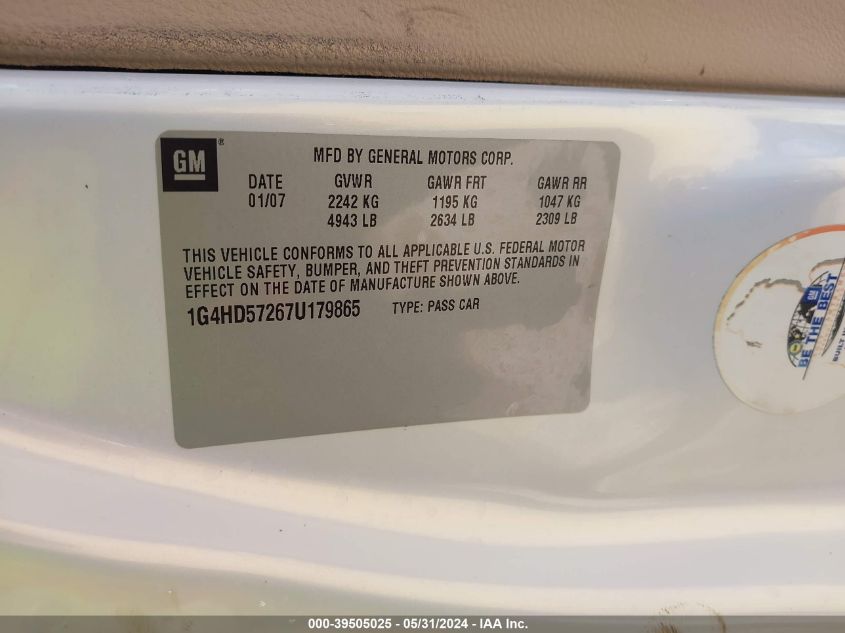 GM
MFD BY GENERAL MOTORS CORP.
DATE GVWR GAWR FRT GAWR RR
01/07 2242 KG 1195 KG 1047 KG
4943 LB 2634 LB 2309 LB
THIS VEHICLE CONFORMS TO ALL APPLICABLE U.S. FEDERAL MOTOR
VEHICLE SAFETY, BUMPER, AND THEFT PREVENTION STANDARDS IN
EFFECT ON THE DATE OF MANUFACTURE SHOWN ABOVE.
1G4HD57267U179865 TYPE: PASS CAR
GM
BE THE BEST
BUILT
000-39505025 - 05/31/2024 - IAA Inc.